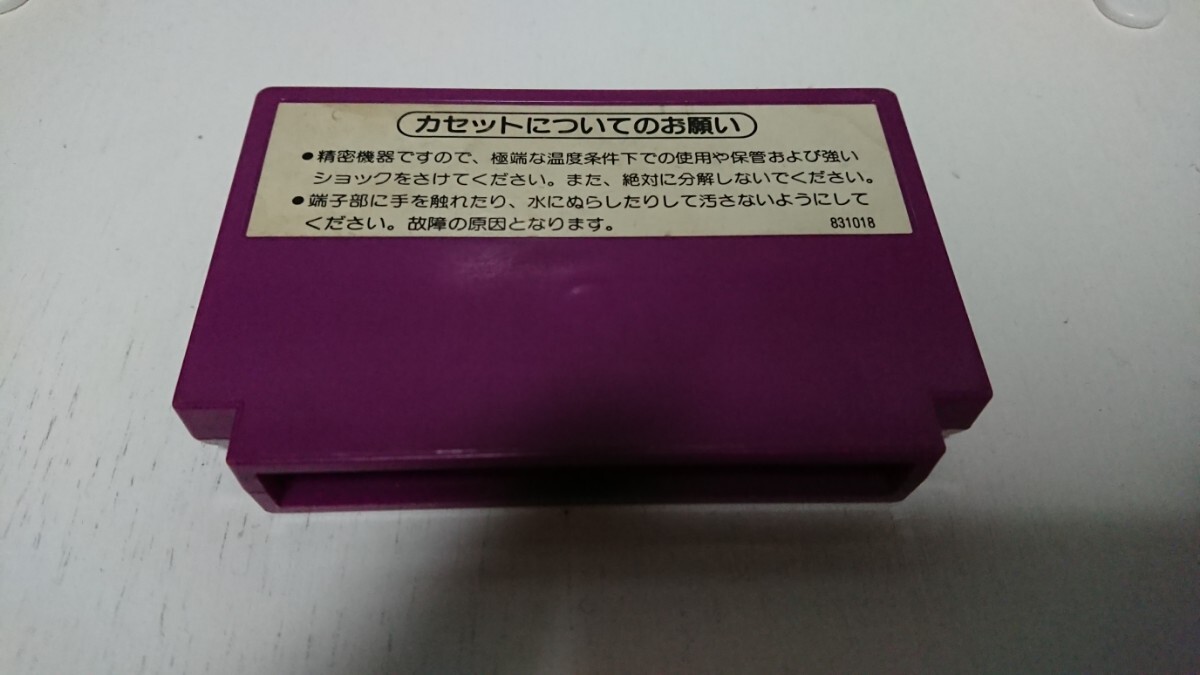 カセットについてのお願い
●精密機器ですので、極端な温度条件下での使用や保管および強い
ショックをさけてください。また、絶対に分解しないでください。
●端子部に手を触れたり、水にぬらしたりして汚さないようにして
ください。故障の原因となります。 831018